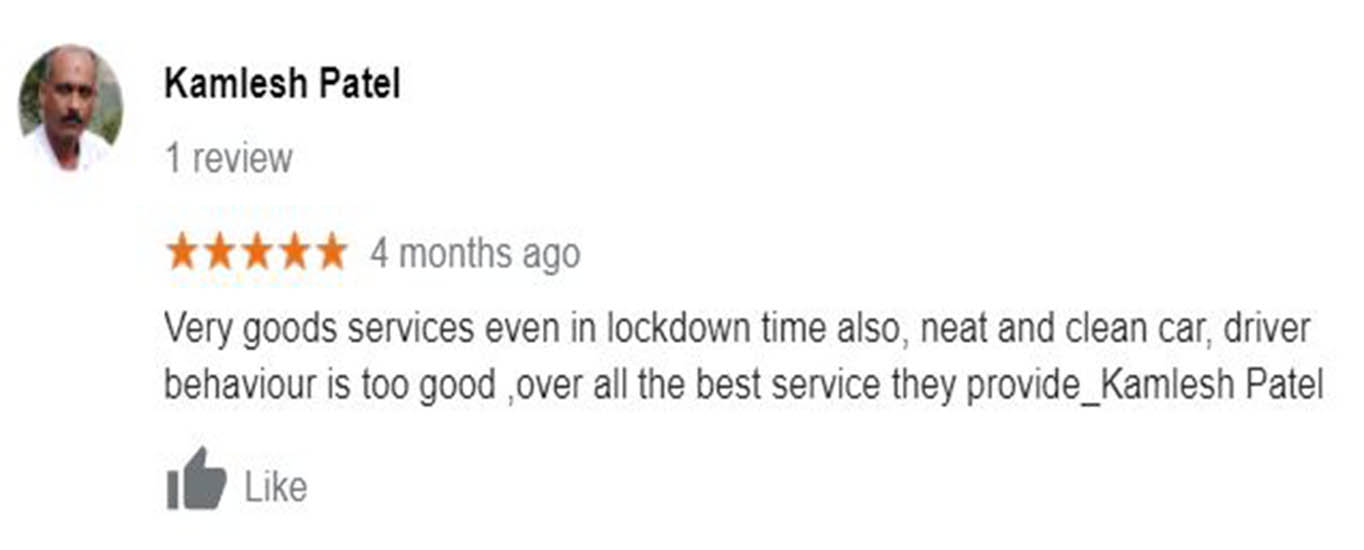 Kamlesh Patel
1 review
4 months ago
Very goods services even in lockdown time also, neat and clean car, driver
behaviour is too good ,over all the best service they provide_Kamlesh Patel
Like